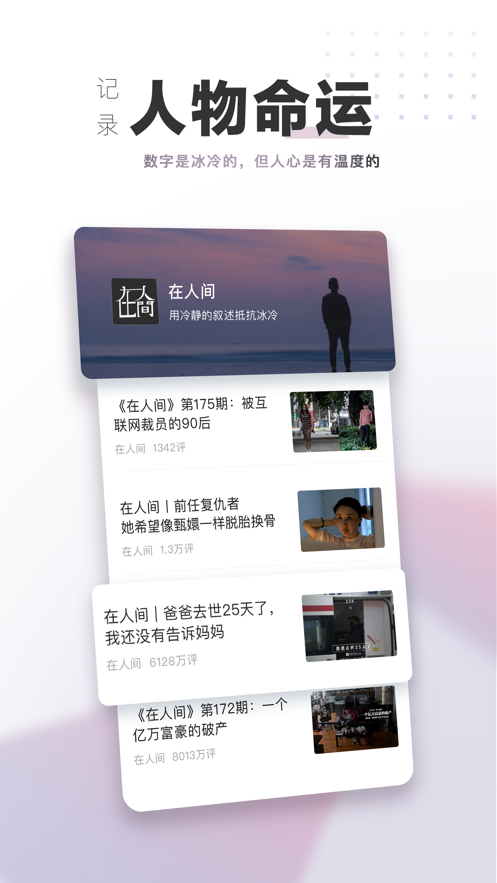 记录
人物命运
数字是冰冷的，但人心是有温度的
在人间
在人间
用冷静的叙述抵抗冰冷
《在人间》第175期：被互
联网裁员的90后
在人间 1342评
在人间丨前任复仇者
她希望像甄嬛一样脱胎换骨
在人间 1.3万评
在人间｜爸爸去世25天了，
我还没有告诉妈妈
在人间 6128万评
爸爸去世25天
《在人间》第172期：一个
亿万富豪的破产
在人间 8013万评